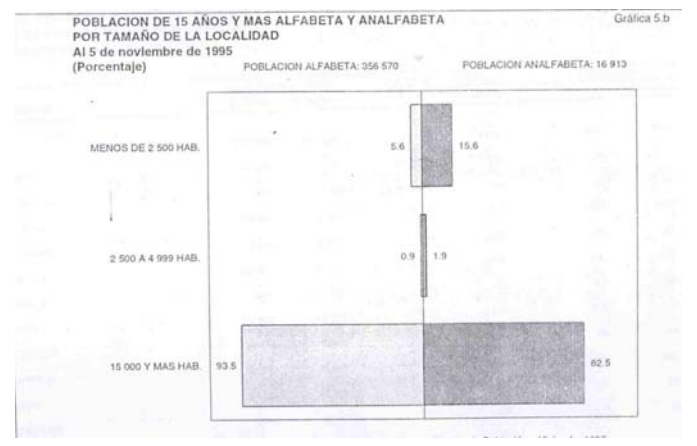 POBLACION DE 15 AÑOS Y MAS ALFABETA Y ANALFABETA
Gráfica 5.b
POR TAMAÑO DE LA LOCALIDAD
Al 5 de noviembre de 1995
(Porcentaje)
POBLACION ALFABETA: 356 570
POBLACION ANALFABETA: 16 913
MENOS DE 2 500 HAB.
5.6
15.6
2 500 A 4 999 HAB.
0.9
1.9
15 000 Y MAS HAB.
93.5
82.5